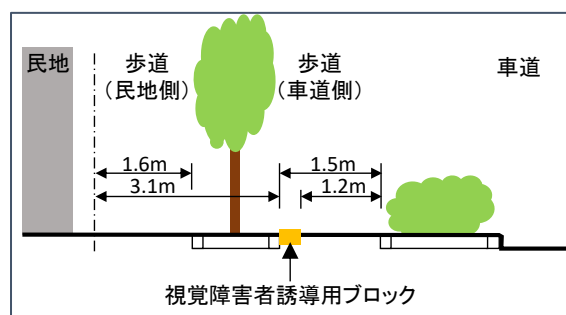 民地
歩道
(民地側)
歩道
(車道側)
車道
1.6m
1.5m
3.1m
1.2m
視覚障害者誘導用ブロック